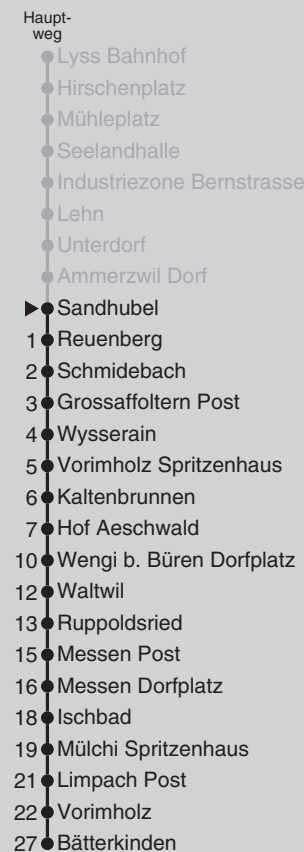 Haupt-
weg
Lyss Bahnhof
Hirschenplatz
Mühleplatz
Seelandhalle
Industriezone Bernstrasse
Lehn
Unterdorf
Ammerzwil Dorf
Sandhubel
1 Reuenberg
2 Schmidebach
3 Grossaffoltern Post
4 Wysserain
5 Vorimholz Spritzenhaus
6 Kaltenbrunnen
7 Hof Aeschwald
10 Wengi b. Büren Dorfplatz
12 Waltwil
13 Ruppoldsried
15 Messen Post
16 Messen Dorfplatz
18 Ischbad
19 Mülchi Spritzenhaus
21 Limpach Post
22 Vorimholz
27 Bätterkinden